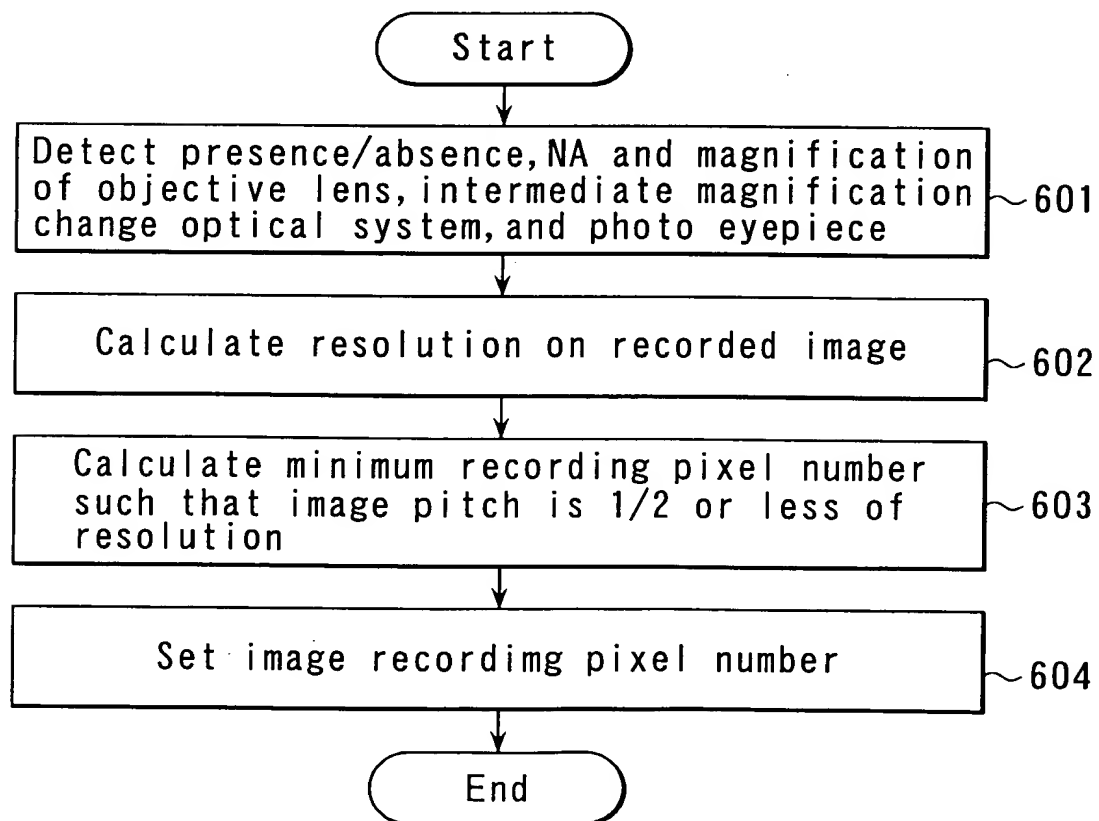 Start
Detect presence/absence, NA and magnification
of objective lens, intermediate magnification
change optical system, and photo eyepiece
601
Calculate resolution on recorded image
602
Calculate minimum recording pixel number
such that image pitch is 1/2 or less of
resolution
603
Set image recordimg pixel number
604
End